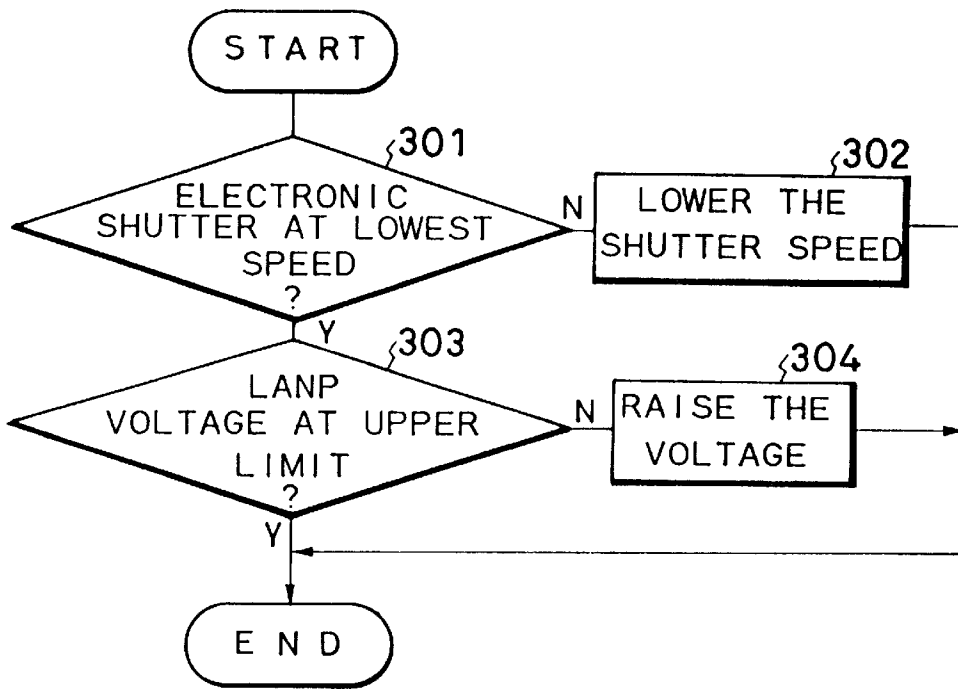 START
301
ELECTRONIC
SHUTTER AT LOWEST
SPEED
?
N
302
LOWER THE
SHUTTER SPEED
Y
303
LANP
VOLTAGE AT UPPER
LIMIT
?
N
304
RAISE THE
VOLTAGE
Y
END